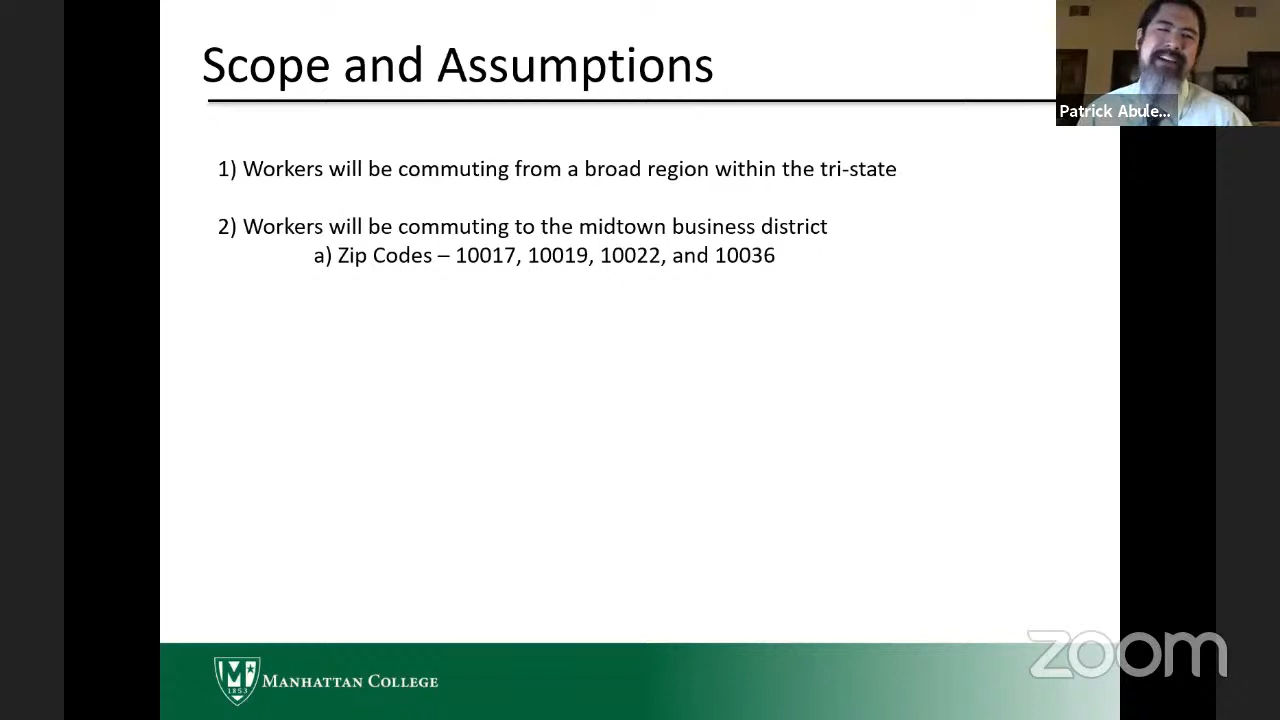 Scope and Assumptions
Patrick Abule...
1) Workers will be commuting from a broad region within the tri-state
2) Workers will be commuting to the midtown business district
a) Zip Codes – 10017, 10019, 10022, and 10036
zoom
M
1853
MANHATTAN COLLEGE